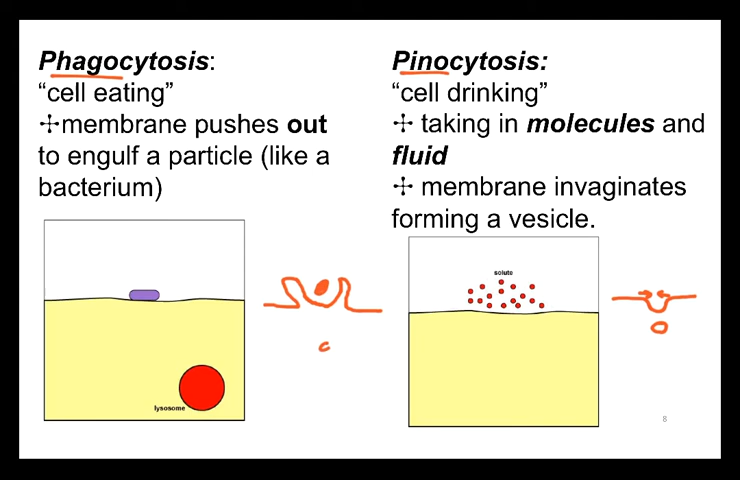 Phagocytosis:
“cell eating”
✢membrane pushes out
to engulf a particle (like a
bacterium)
lysosome
Pinocytosis:
“cell drinking”
✢ taking in molecules and
fluid
✢ membrane invaginates
forming a vesicle.
solute
8